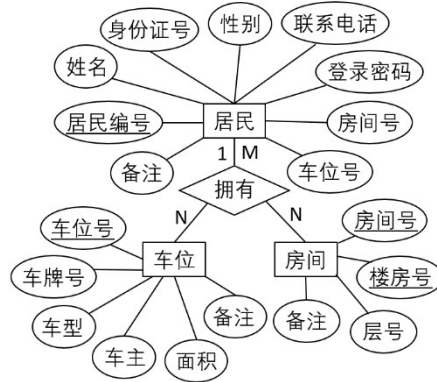 身份证号
性别
联系电话
姓名
登录密码
居民编号
居民
房间号
备注
1
M
车位号
拥有
N
N
车位号
房间号
车牌号
车位
房间
楼房号
车型
备注
备注
层号
车主
面积